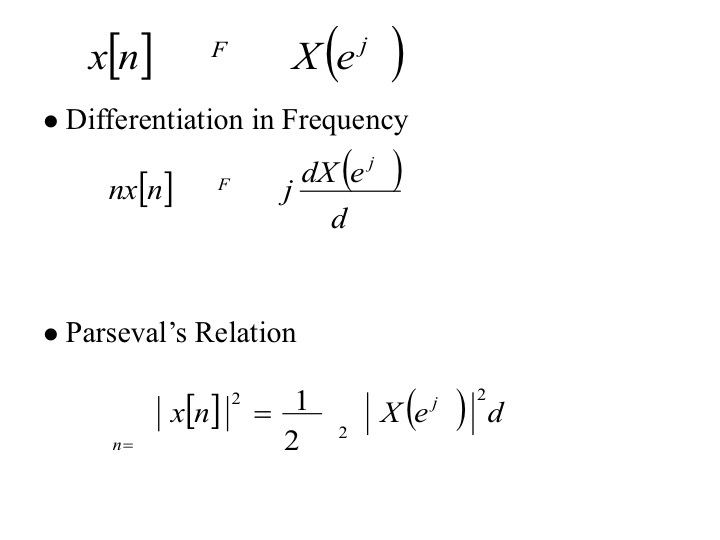 x[n] F X(e^j )
● Differentiation in Frequency
nx[n] F j dX(e^j ) / d
● Parseval's Relation
n= |x[n]|^2 = 1/2 2 |X(e^j )|^2 d